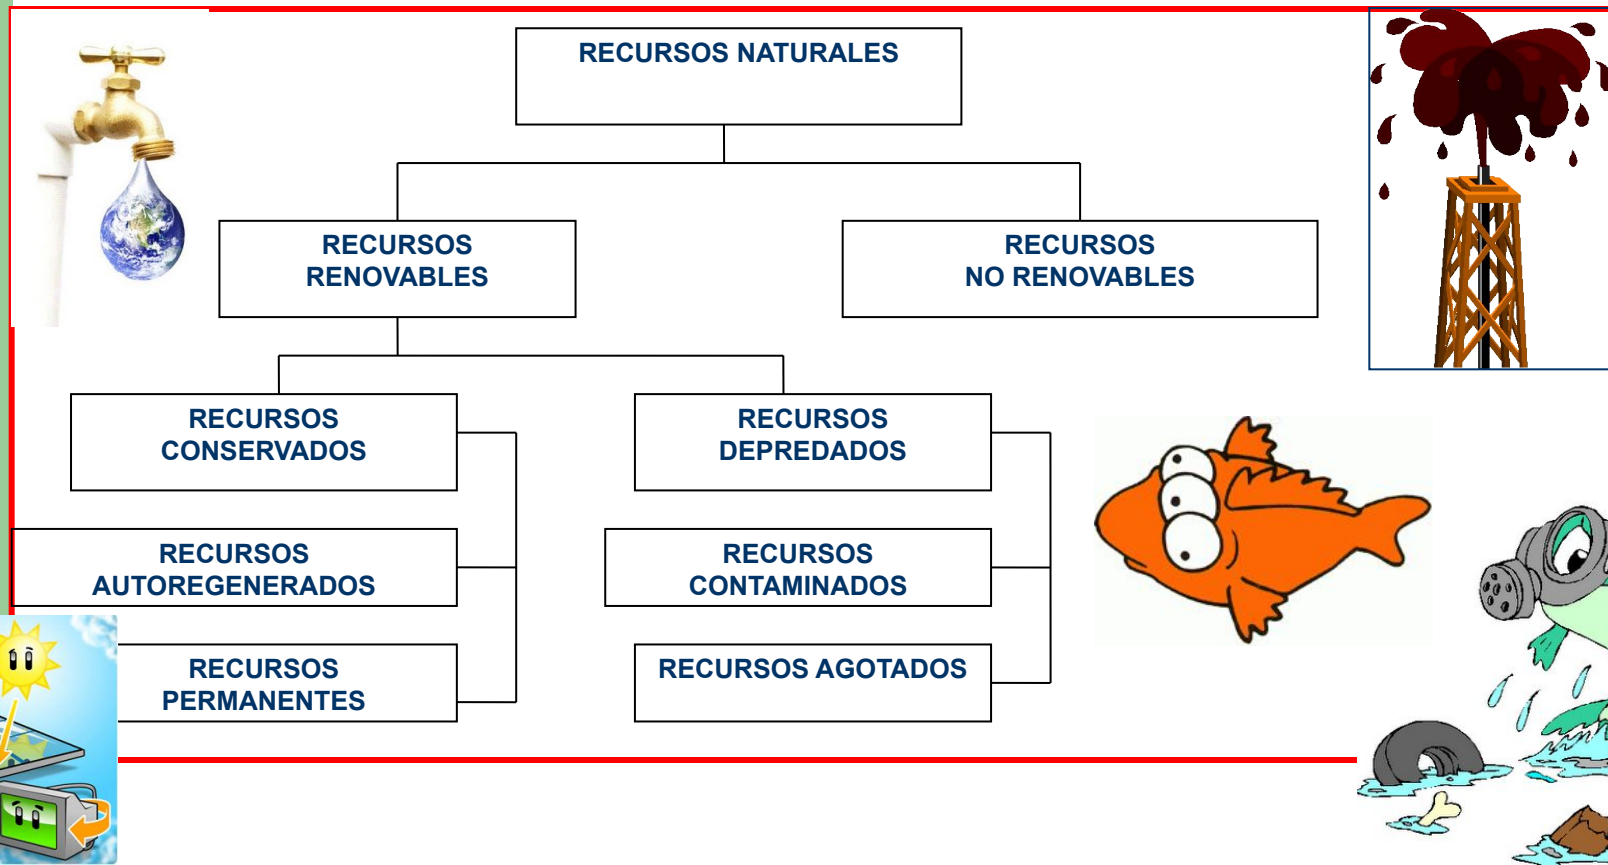 RECURSOS NATURALES
RECURSOS
RENOVABLES
RECURSOS
NO RENOVABLES
RECURSOS
CONSERVADOS
RECURSOS
DEPREDADOS
RECURSOS
AUTOREGENERADOS
RECURSOS
CONTAMINADOS
RECURSOS
PERMANENTES
RECURSOS AGOTADOS